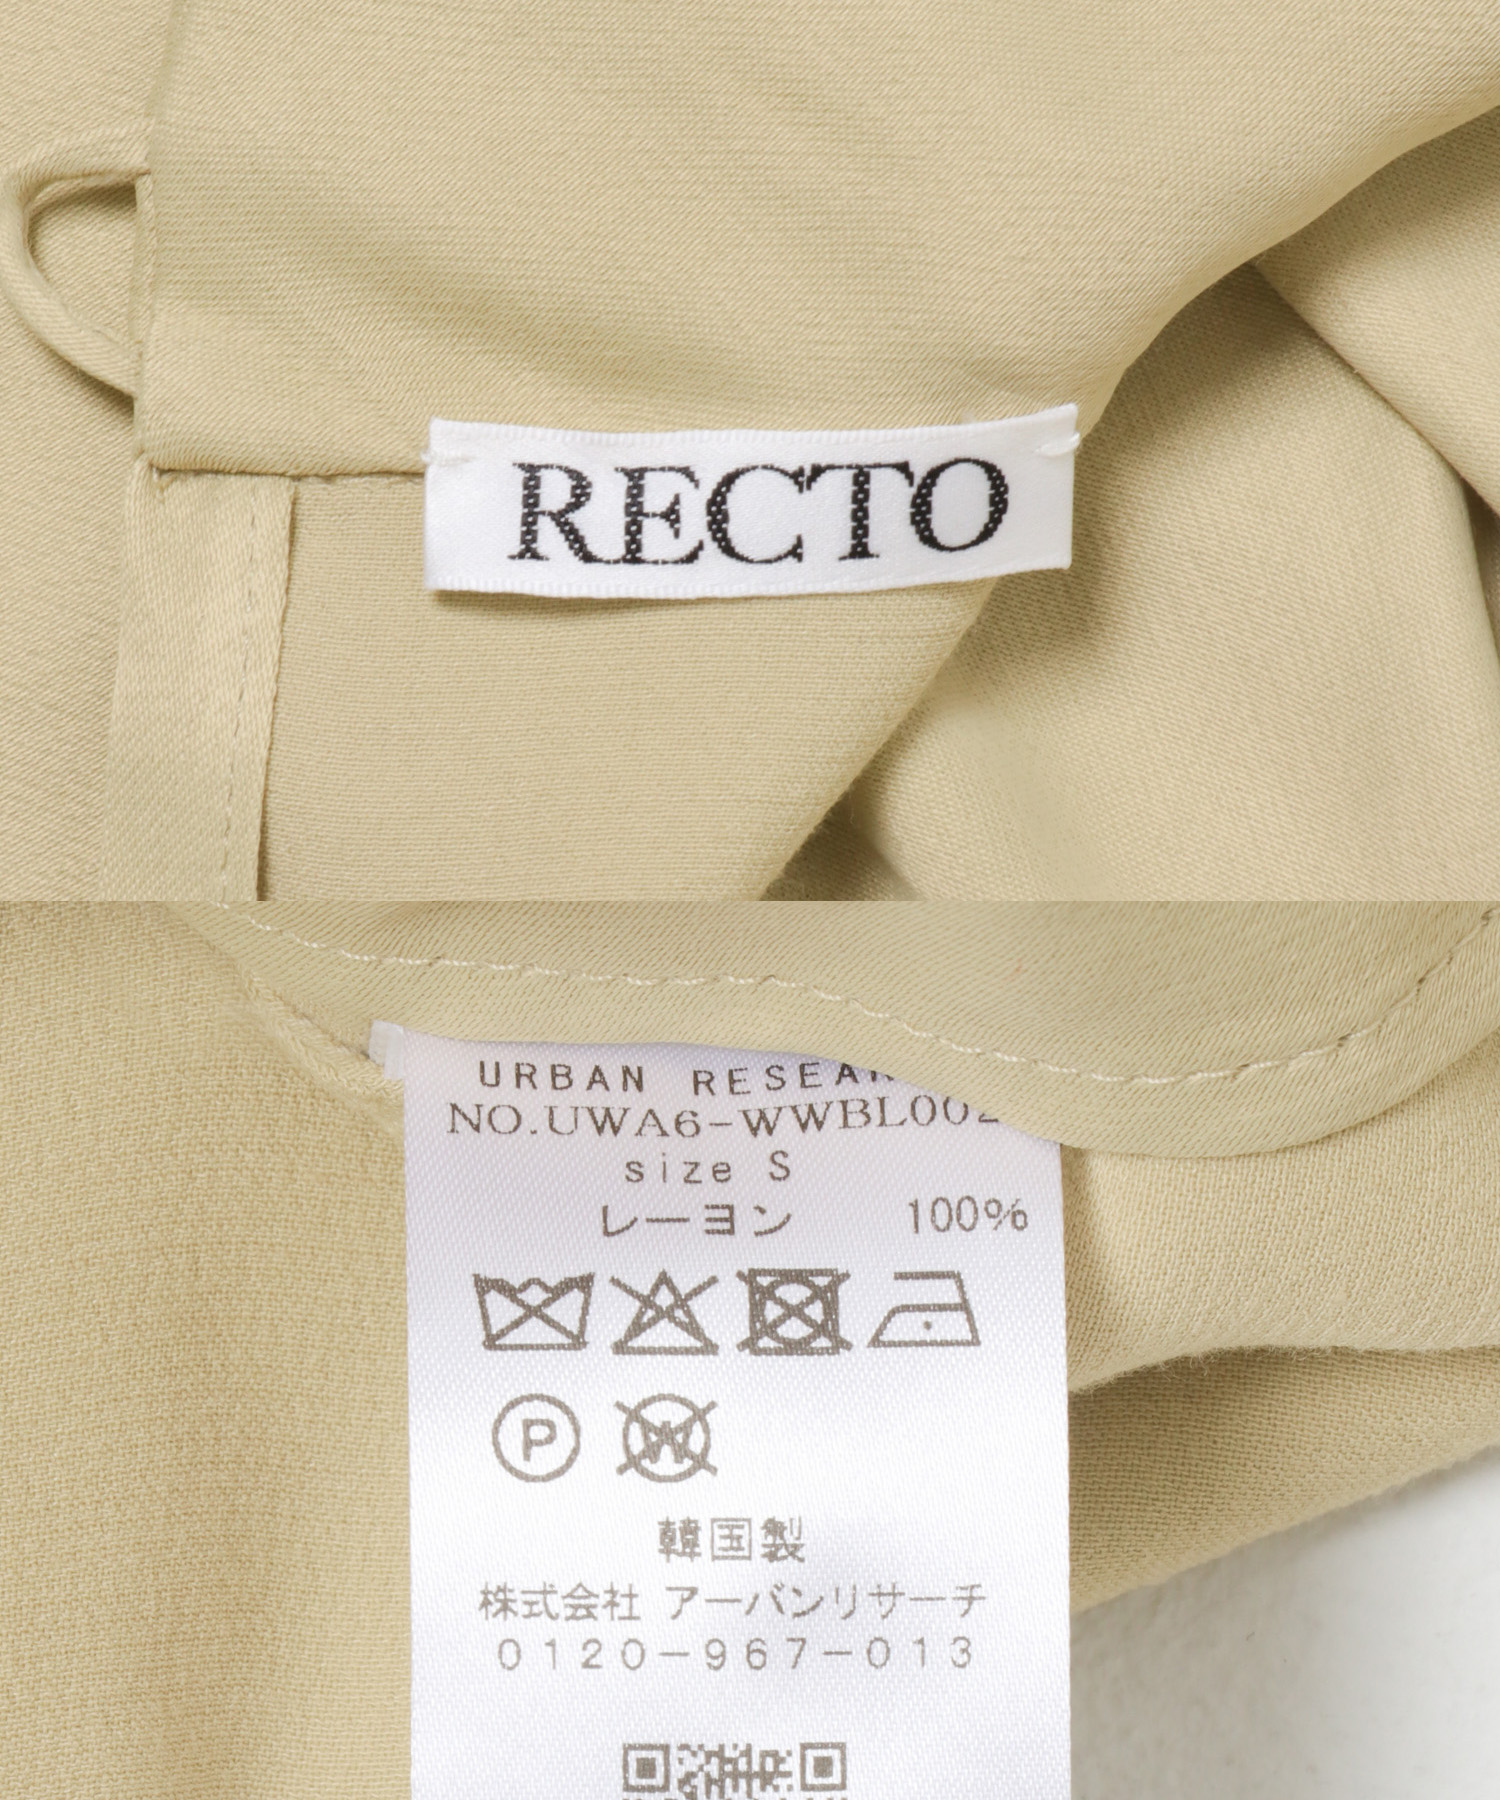 RECTO
URBAN
NO.UWA6-WWBL002
size S
レーヨン 100%
P
W
韓国製
株式会社 アーバンリサーチ
0120-967-013